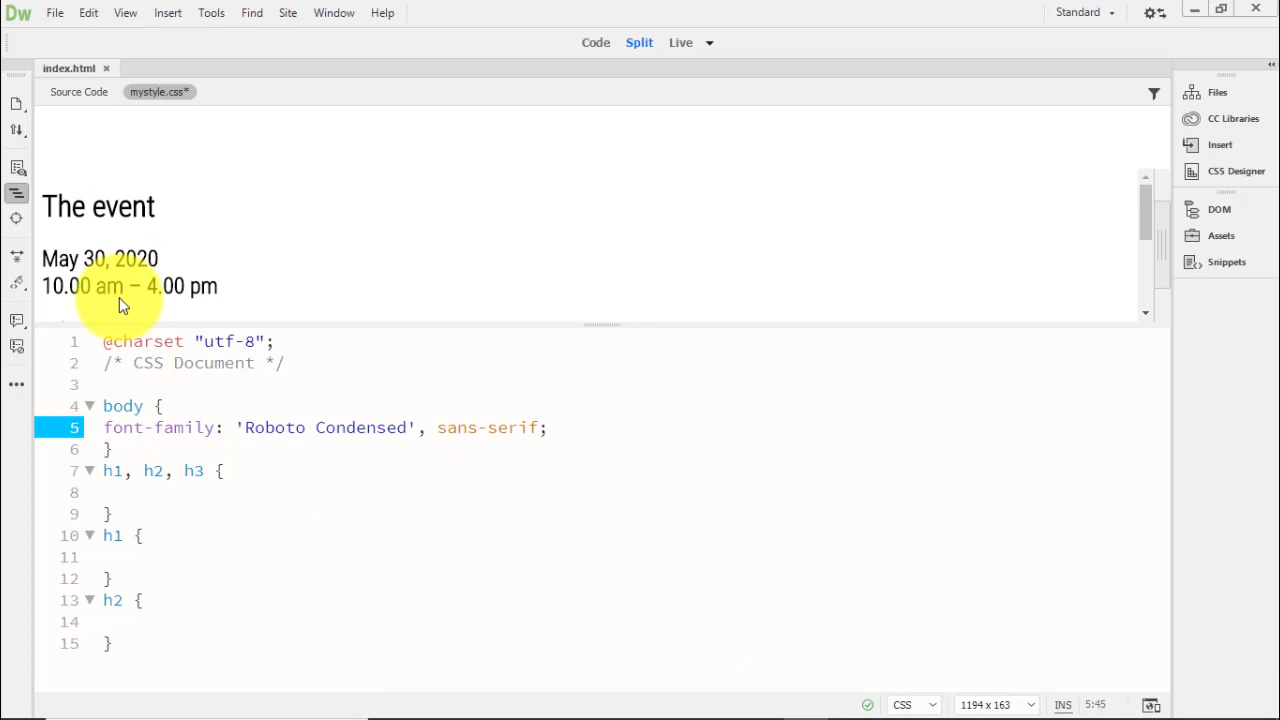 Dw File Edit View Insert Tools Find Site Window Help Standard
Code Split Live
index.html ×
Source Code mystyle.css*
The event
May 30, 2020
10.00 am – 4.00 pm
1 @charset "utf-8";
2 /* CSS Document */
3
4 body {
5 font-family: 'Roboto Condensed', sans-serif;
6 }
7 h1, h2, h3 {
8
9 }
10 h1 {
11
12 }
13 h2 {
14
15 }
Files
CC Libraries
Insert
CSS Designer
DOM
Assets
Snippets
CSS 1194 x 163 INS 5:45